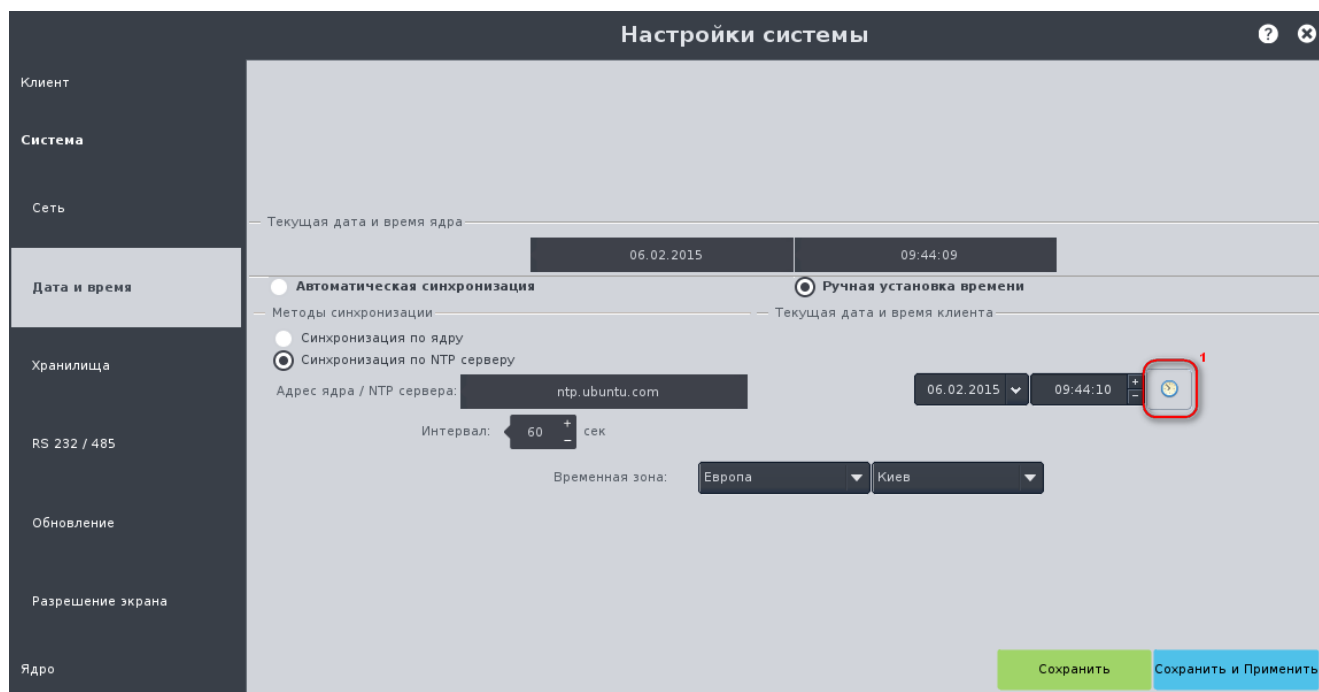 Настройки системы
Клиент
Система
Сеть
Дата и время
Хранилища
RS 232 / 485
Обновление
Разрешение экрана
Ядро
Текущая дата и время ядра
06.02.2015 09:44:09
Автоматическая синхронизация
Ручная установка времени
Методы синхронизации
Текущая дата и время клиента
Синхронизация по ядру
Синхронизация по NTP серверу
Адрес ядра / NTP сервера: ntp.ubuntu.com
06.02.2015 09:44:10
1
Интервал: 60 сек
Временная зона: Европа Киев
Сохранить
Сохранить и Применить